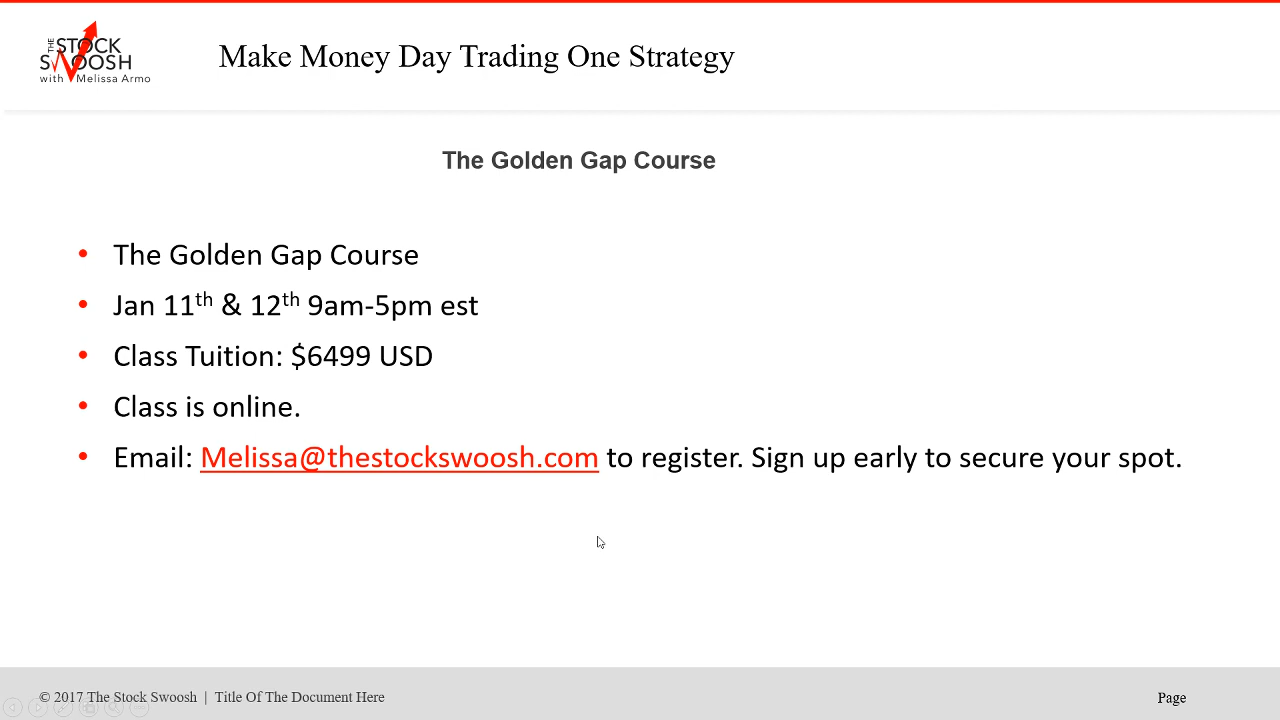 THE STOCK
SWOOSH
with Melissa Armo
Make Money Day Trading One Strategy
The Golden Gap Course
• The Golden Gap Course
• Jan 11th & 12th 9am-5pm est
• Class Tuition: $6499 USD
• Class is online.
• Email: Melissa@thestockswoosh.com to register. Sign up early to secure your spot.
© 2017 The Stock Swoosh | Title Of The Document Here
Page